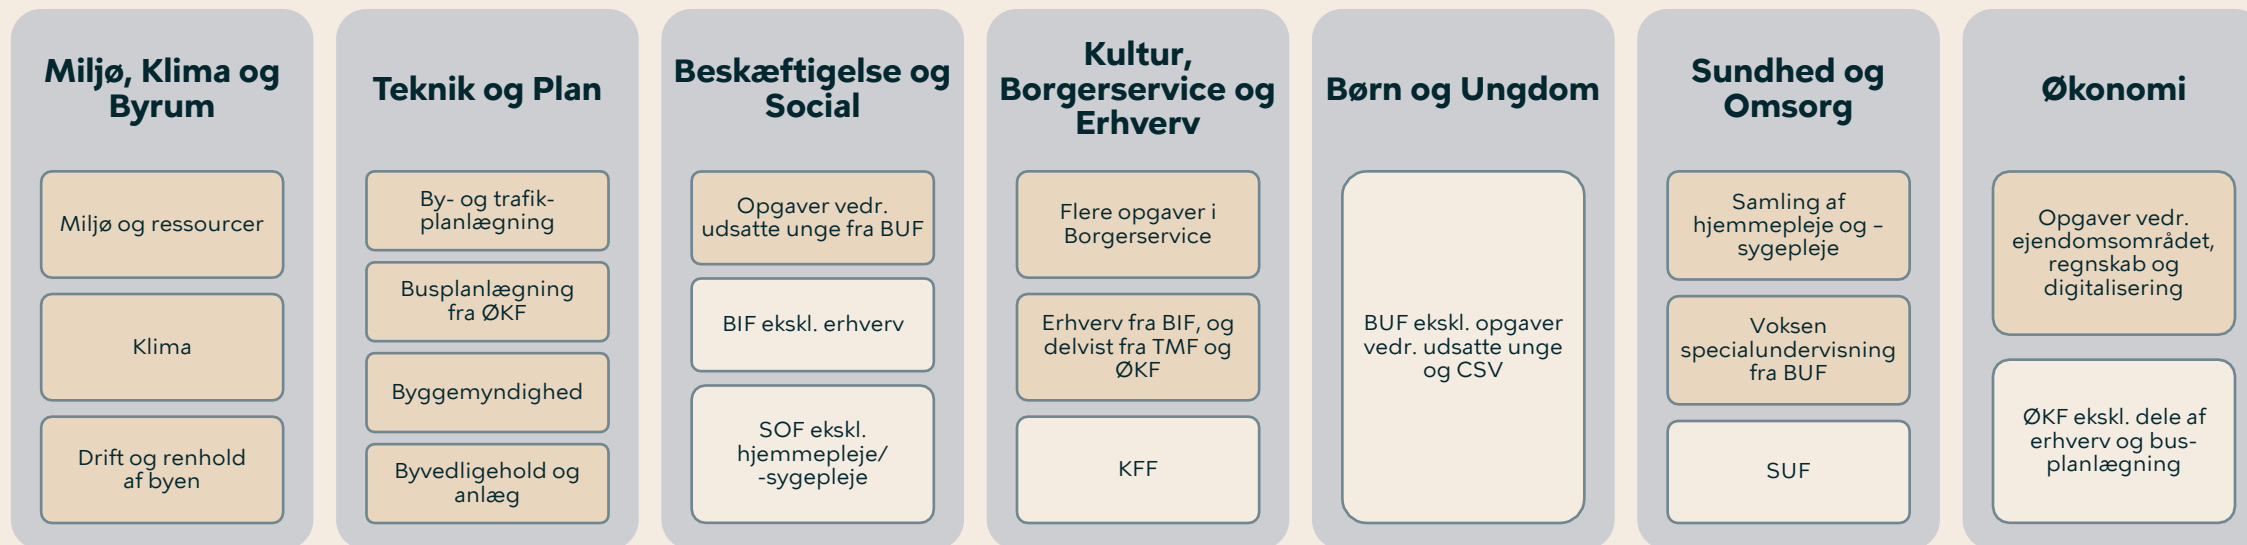 Miljø, Klima og
Byrum
Miljø og ressourcer
Klima
Drift og renhold
af byen
Teknik og Plan
By- og trafik-
planlægning
Busplanlægning
fra ØKF
Byggemyndighed
Byvedligehold og
anlæg
Beskæftigelse og
Social
Opgaver vedr.
udsatte unge fra BUF
BIF ekskl. erhverv
SOF ekskl.
hjemmepleje/
-sygepleje
Kultur,
Borgerservice og
Erhverv
Flere opgaver i
Borgerservice
Erhverv fra BIF, og
delvist fra TMF og
ØKF
KFF
Børn og Ungdom
BUF ekskl. opgaver
vedr. udsatte unge
og CSV
Sundhed og
Omsorg
Samling af
hjemmepleje og –
sygepleje
Voksen
specialundervisning
fra BUF
SUF
Økonomi
Opgaver vedr.
ejendomsområdet,
regnskab og
digitalisering
ØKF ekskl. dele af
erhverv og bus-
planlægning